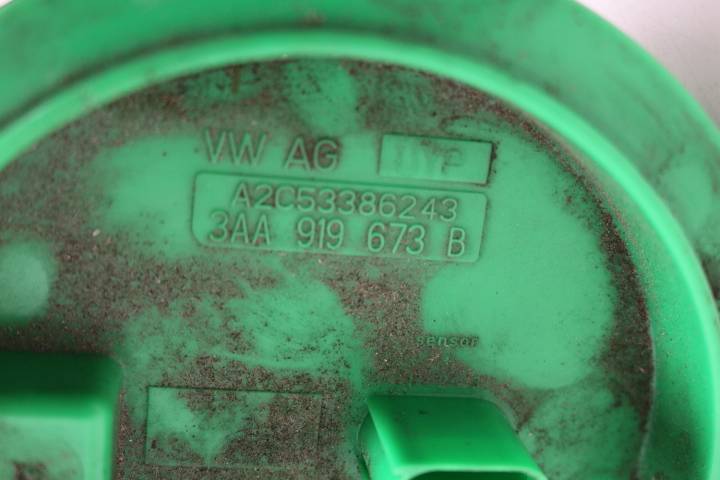 VW AG
A2C53386243
3AA 919 673 B
sensor